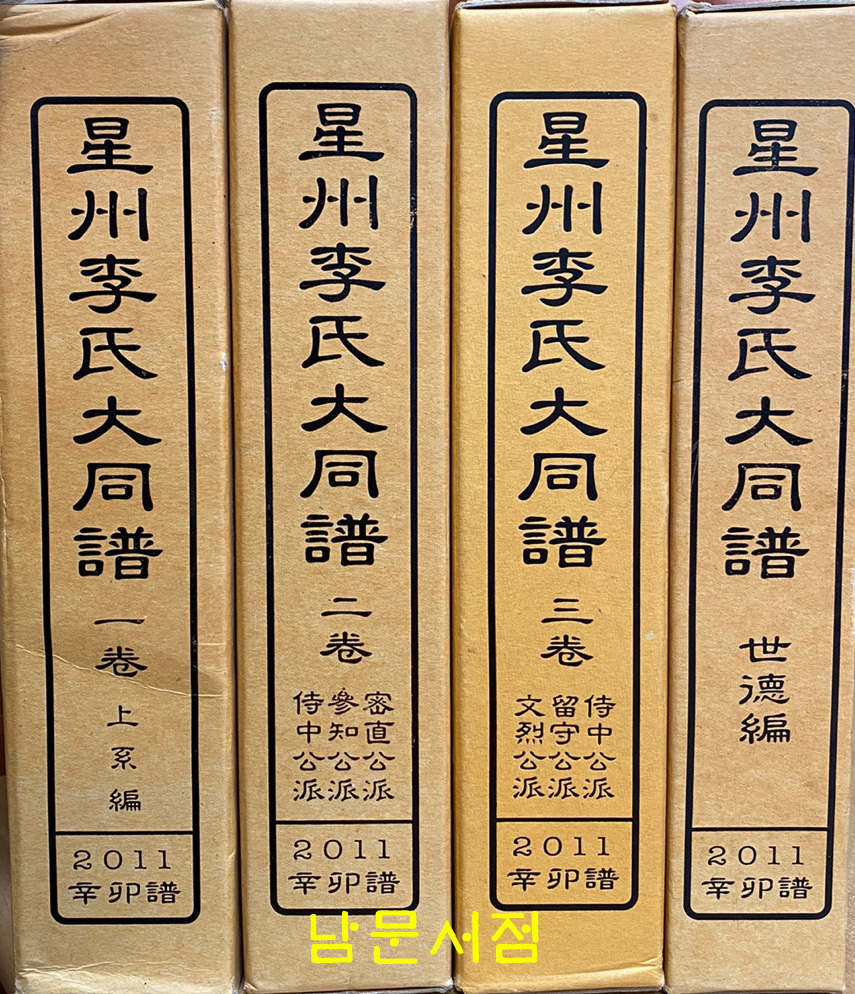 星州李氏大同譜
一卷
上系編
2011
辛卯譜
星州李氏大同譜
二卷
密直公派
參知公派
侍中公派
2011
辛卯譜
星州李氏大同譜
三卷
侍中公派
留守公派
文烈公派
2011
辛卯譜
星州李氏大同譜
世德編
2011
辛卯譜
남문서점